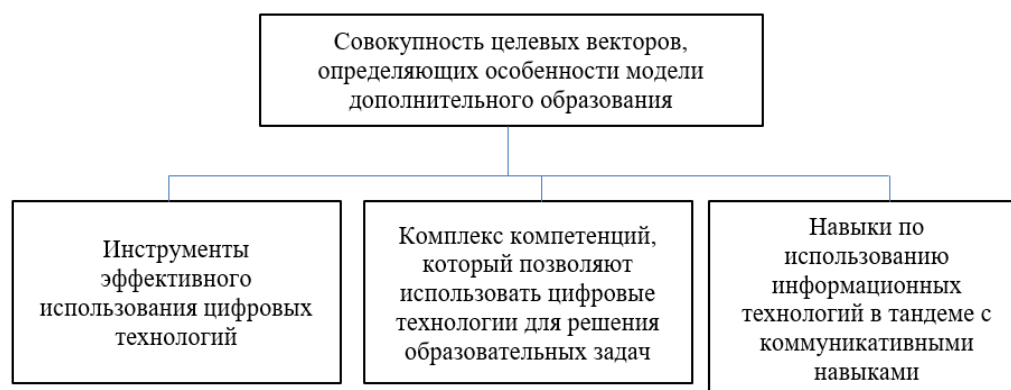 Совокупность целевых векторов,
определяющих особенности модели
дополнительного образования
Инструменты
эффективного
использования цифровых
технологий
Комплекс компетенций,
который позволяют
использовать цифровые
технологии для решения
образовательных задач
Навыки по
использованию
информационных
технологий в тандеме с
коммуникативными
навыками